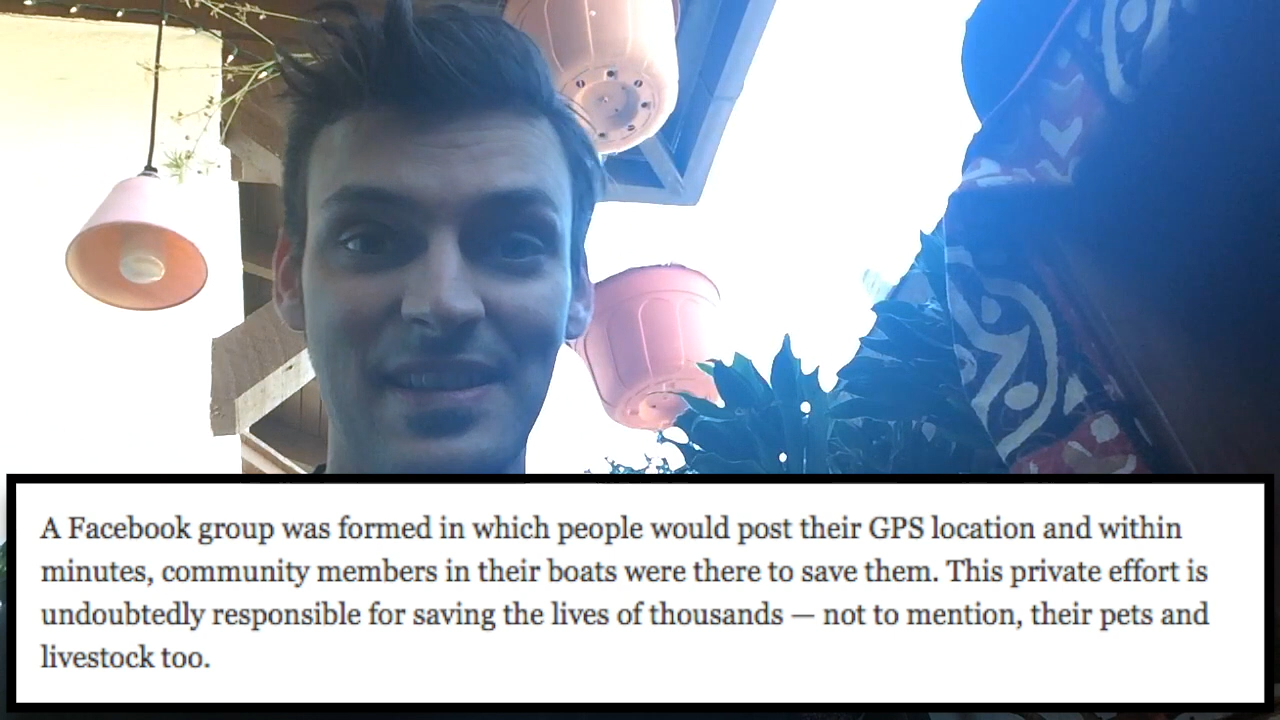 A Facebook group was formed in which people would post their GPS location and within
minutes, community members in their boats were there to save them. This private effort is
undoubtedly responsible for saving the lives of thousands — not to mention, their pets and
livestock too.